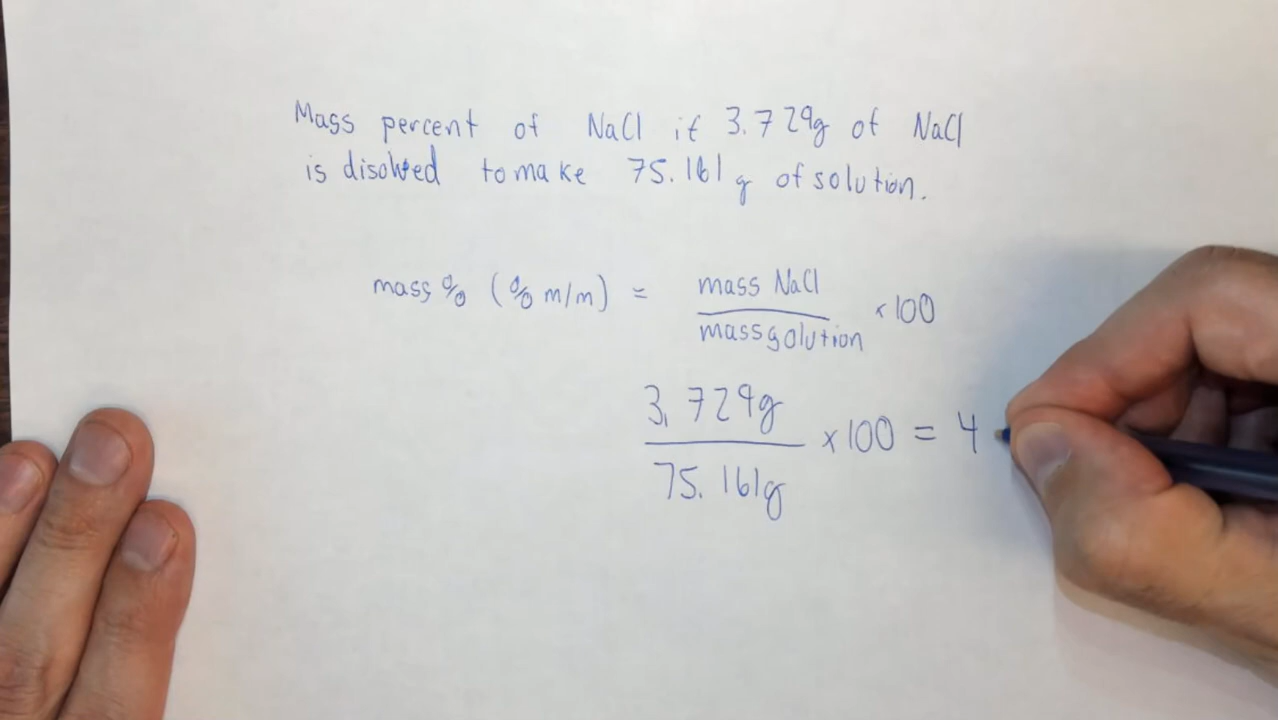 Mass percent of NaCl if 3.729g of NaCl
is disolved to make 75.161g of solution.
mass % (% m/m) = mass NaCl / mass solution ×100
3.729g / 75.161g ×100 = 4